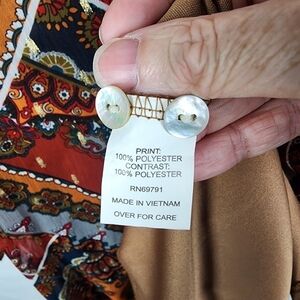 PRINT:
100% POLYESTER
CONTRAST:
100% POLYESTER
RN69791
MADE IN VIETNAM
OVER FOR CARE